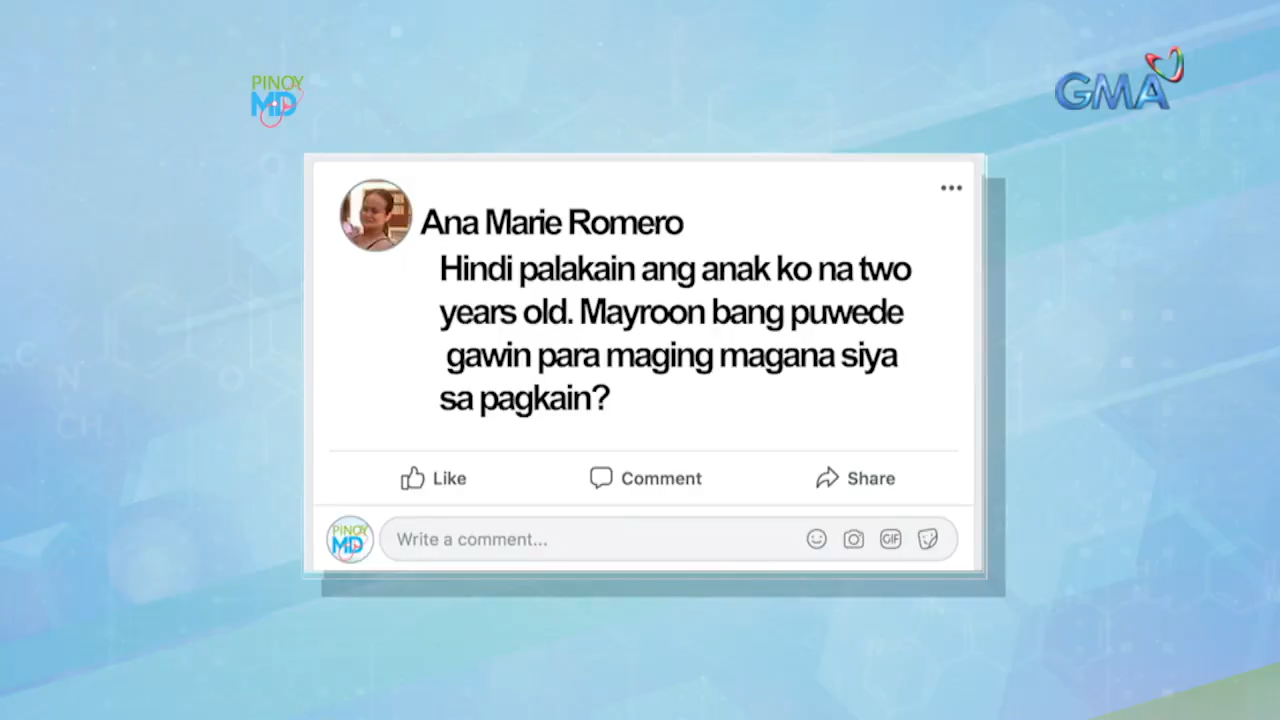 PINOY
MD
GMA
Ana Marie Romero
Hindi palakain ang anak ko na two
years old. Mayroon bang puwede
gawin para maging magana siya
sa pagkain?
Like
Comment
Share
PINOY
MD
Write a comment...
GIF
N
CH